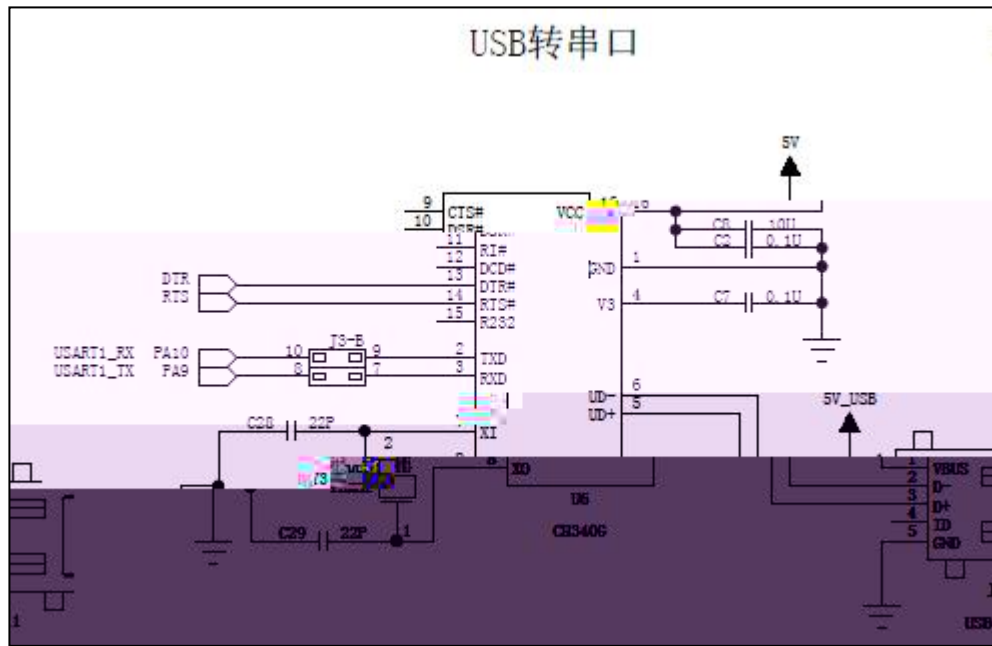 USB转串口
5V
9 CTS# VCC
10
C8 10U
C2 0.1U
11 RI#
12 DCD# GND 1
DTR 13 DTR#
RTS 14 RTS# V3 4 C7 0.1U
15 R232
J3-B
USART1_RX PA10 10 9 2 TXD
USART1_TX PA9 8 7 3 RXD
UD- 6
UD+ 5
5V_USB
C28 22P XI
2
8 XO
1 VBUS
2 D-
3 D+
4 ID
5 GND
U6
CH340G
C29 22P 1
1
USB